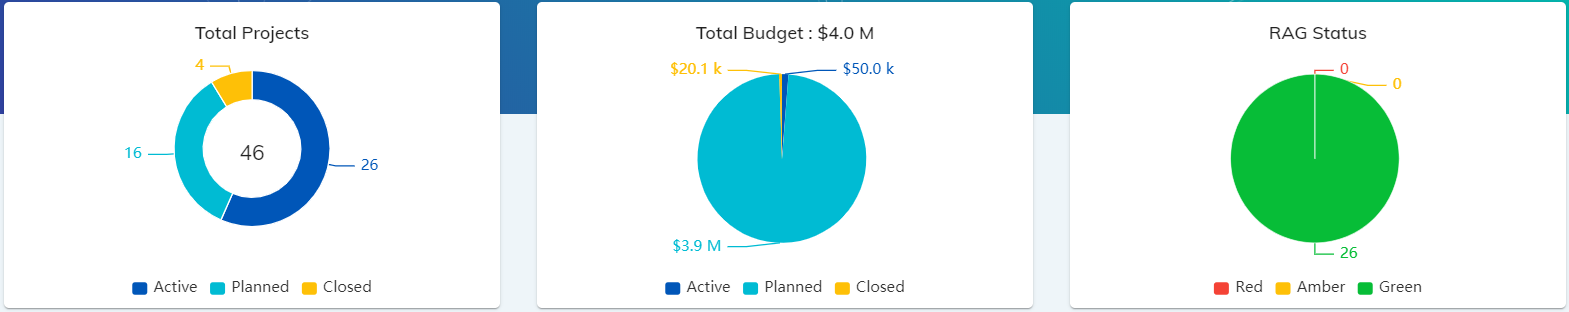 Total Projects
4
16
46
26
Active Planned Closed
Total Budget : $4.0 M
$20.1 k
$50.0 k
$3.9 M
Active Planned Closed
RAG Status
0
0
26
Red Amber Green